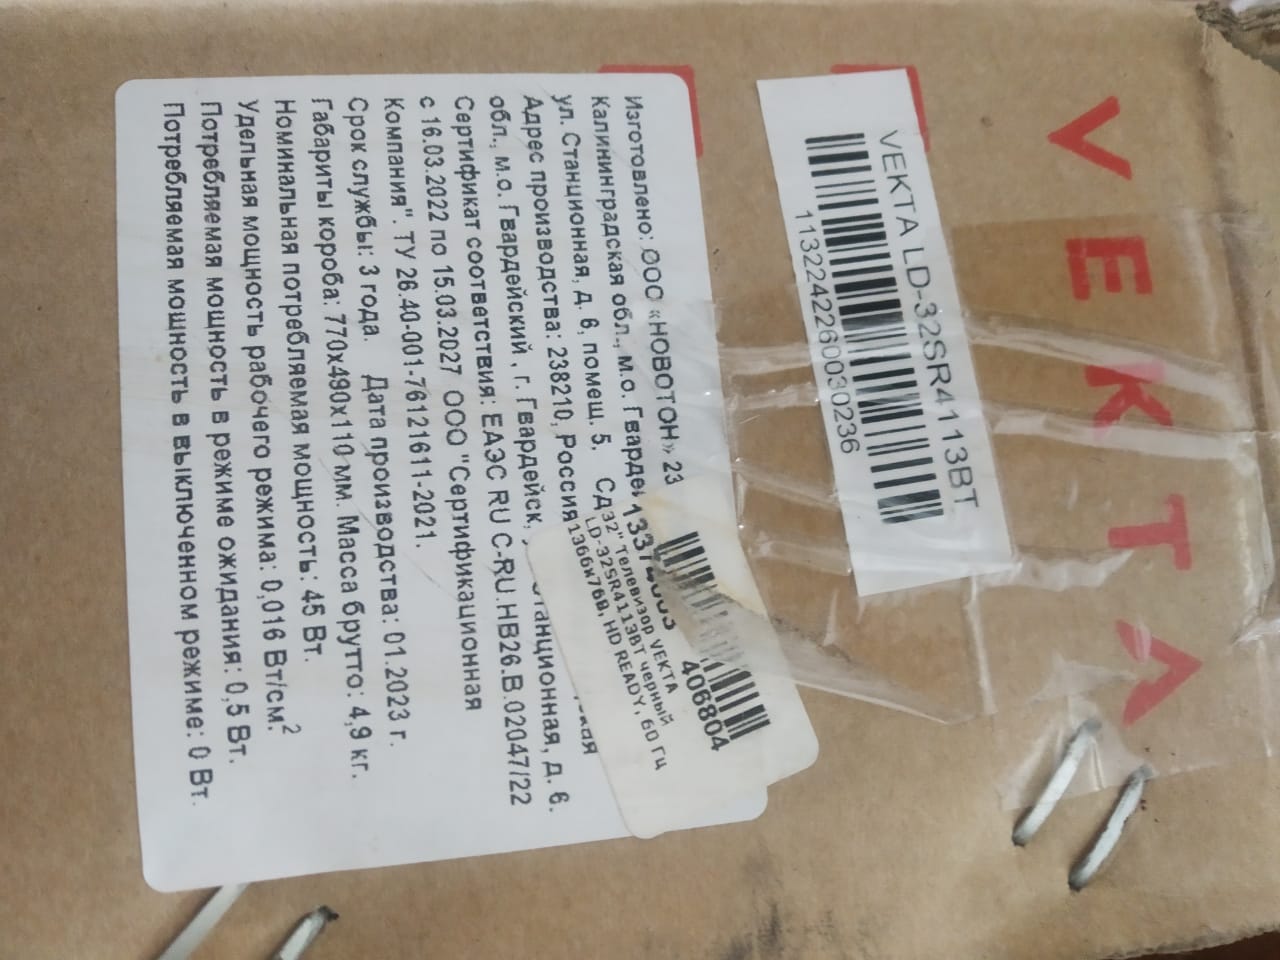 VEKTA
VEKTA LD-32SR4113BT
1132242260030236
Изготовлено: ООО «НОВОТОН» 23
Калининградская обл., м.о. Гварде
ул. Станционная, д. 6, помещ. 5.
Адрес производства: 238210, Россия
обл., м.о. Гвардейский, г. Гвардейск, танционная, д. 6.
Сертификат соответствия: ЕАЭС RU C-RU.НВ26.В.02047/22
с 16.03.2022 по 15.03.2027 ООО "Сертификационная
Компания". ТУ 26.40-001-76121611-2021.
Срок службы: 3 года. Дата производства: 01.2023 г.
Габариты короба: 770х490х110 мм. Масса брутто: 4,9 кг.
Номинальная потребляемая мощность: 45 Вт.
Удельная мощность рабочего режима: 0,016 Вт/см.²
Потребляемая мощность в режиме ожидания: 0,5 Вт.
Потребляемая мощность в выключенном режиме: 0 Вт.
406804
32" Телевизор VEKTA
LD-32SR4113BT черный
1366x768, HD READY, 60 Гц